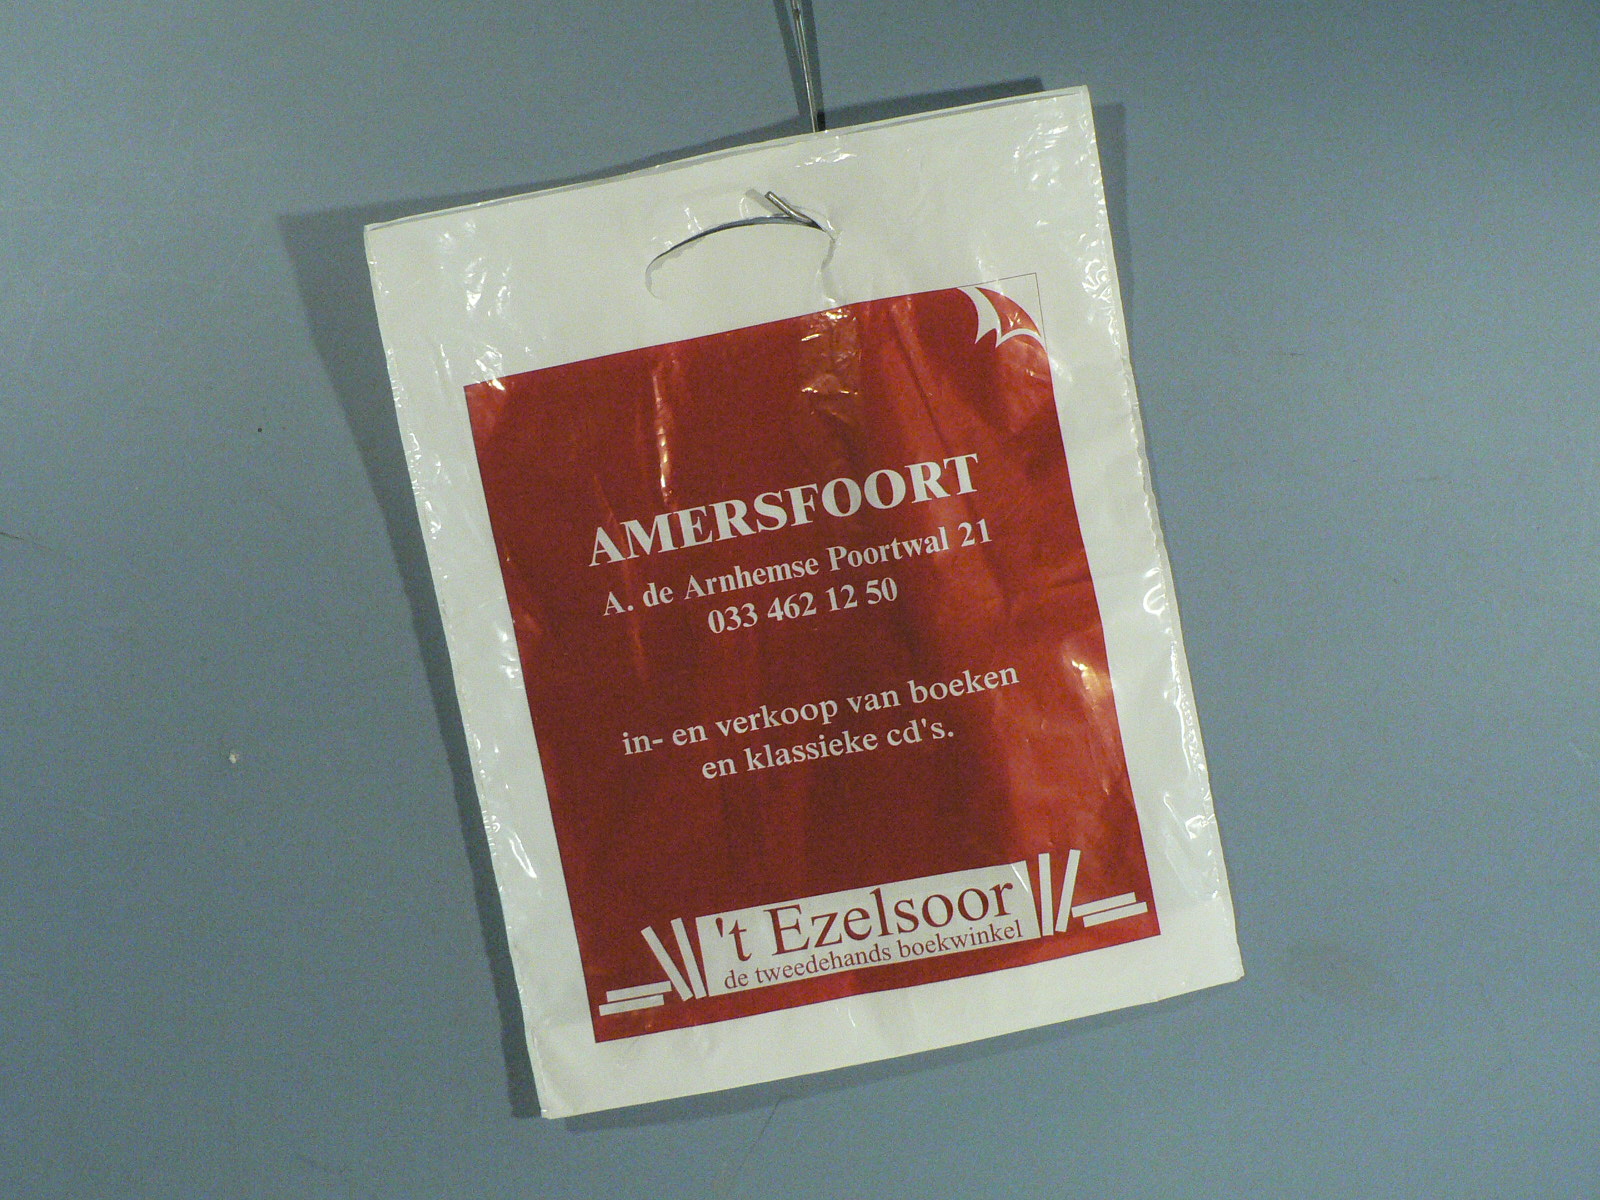 AMERSFOORT
A. de Arnhemse Poortwal 21
033 462 12 50
in- en verkoop van boeken
en klassieke cd's.
't Ezelsoor
de tweedehands boekwinkel